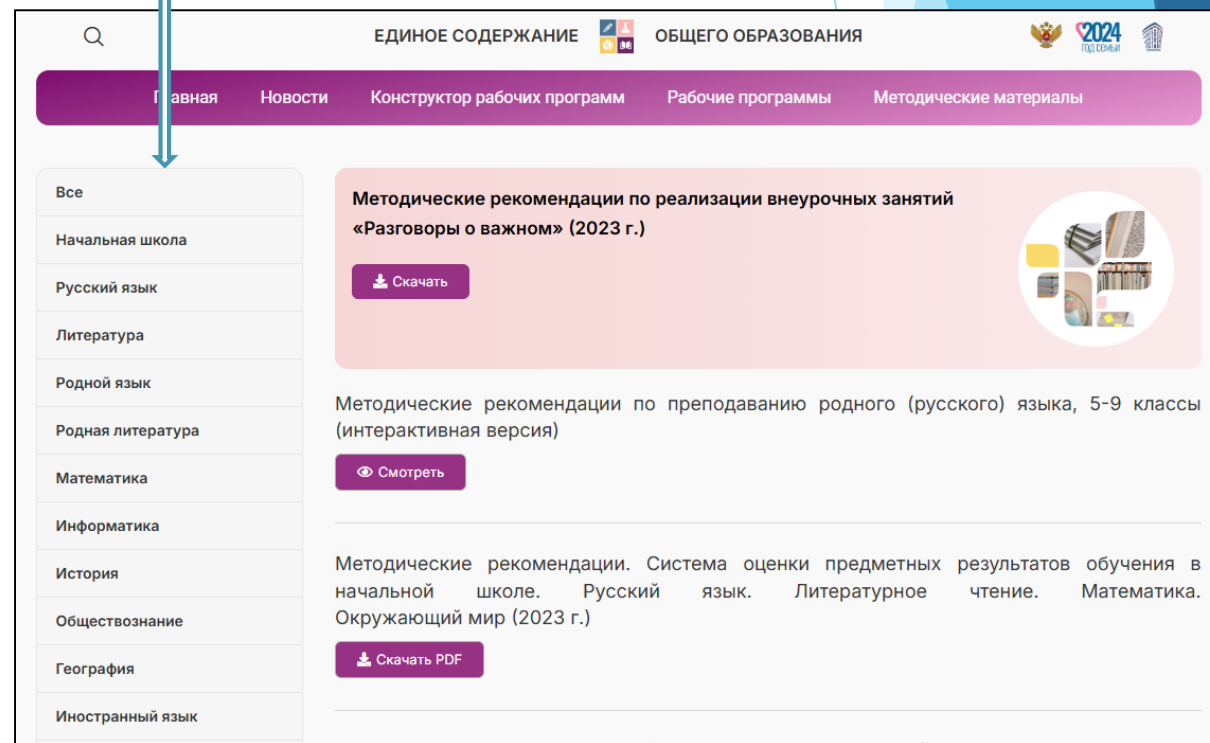 ЕДИНОЕ СОДЕРЖАНИЕ ОБЩЕГО ОБРАЗОВАНИЯ
2024
ГОД СЕМЬИ
Главная Новости Конструктор рабочих программ Рабочие программы Методические материалы
Все
Начальная школа
Русский язык
Литература
Родной язык
Родная литература
Математика
Информатика
История
Обществознание
География
Иностранный язык
Методические рекомендации по реализации внеурочных занятий
«Разговоры о важном» (2023 г.)
Скачать
Методические рекомендации по преподаванию родного (русского) языка, 5-9 классы
(интерактивная версия)
Смотреть
Методические рекомендации. Система оценки предметных результатов обучения в
начальной школе. Русский язык. Литературное чтение. Математика.
Окружающий мир (2023 г.)
Скачать PDF